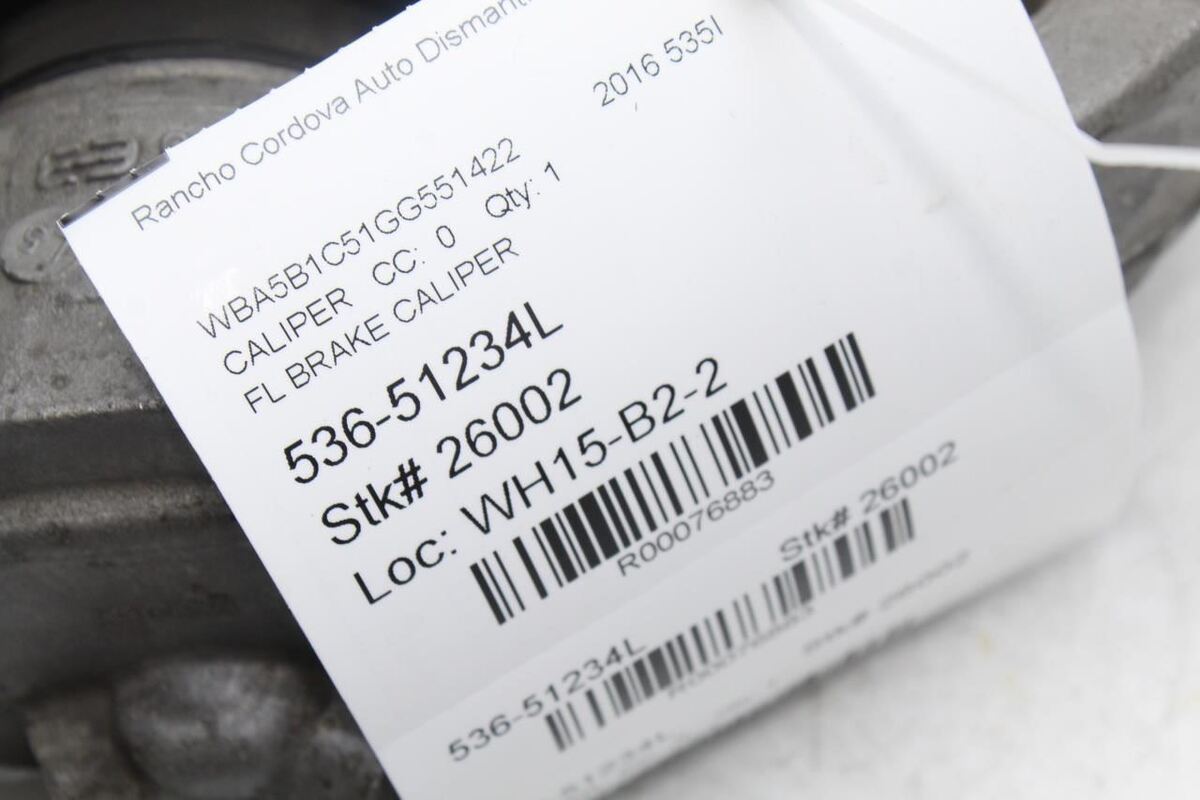 Rancho Cordova Auto
2016 535I
WBA5B1C51GG551422
CALIPER CC: 0 Qty: 1
FL BRAKE CALIPER
536-51234L
Stk# 26002
Loc: WH15-B2-2
R00076883
Stk# 26002
536-51234L
R00076883